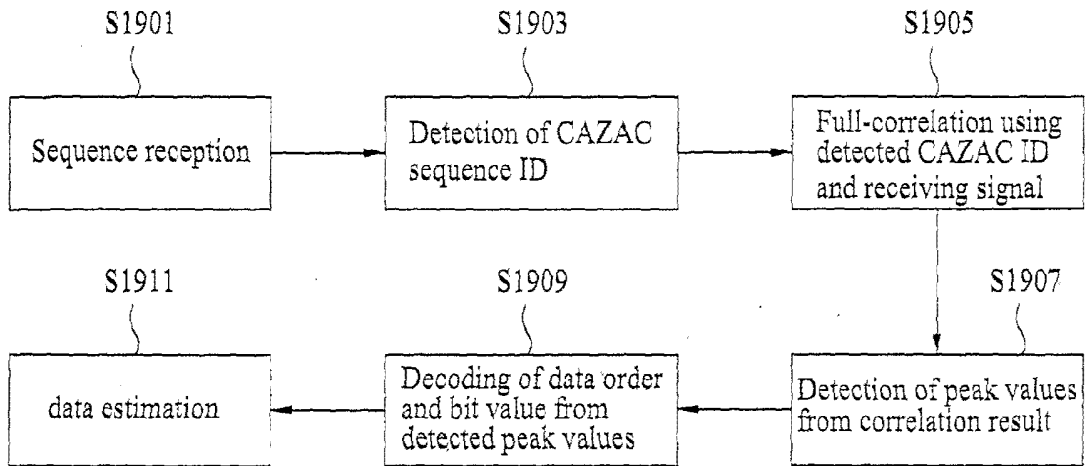 S1901
S1903
S1905
Sequence reception
Detection of CAZAC
sequence ID
Full-correlation using
detected CAZAC ID
and receiving signal
S1911
S1909
S1907
data estimation
Decoding of data order
and bit value from
detected peak values
Detection of peak values
from correlation result